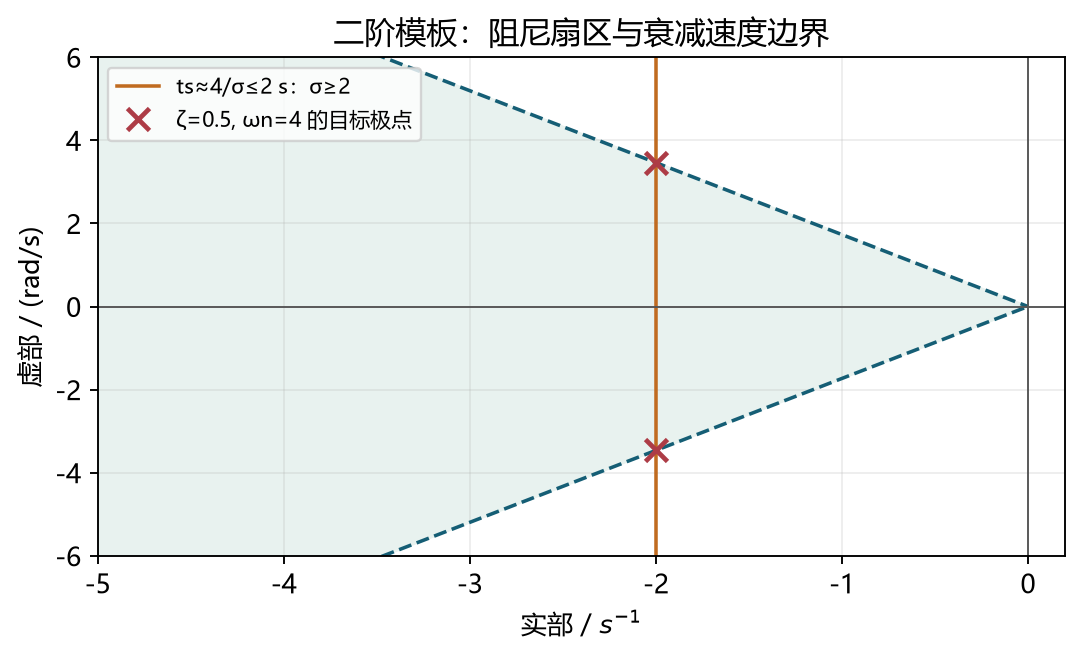 二阶模板：阻尼扇区与衰减速度边界
ts≈4/σ≤2 s：σ≥2
ζ=0.5, ωn=4 的目标极点
虚部 / (rad/s)
6
4
2
0
-2
-4
-6
-5
-4
-3
-2
-1
0
实部 / s⁻¹